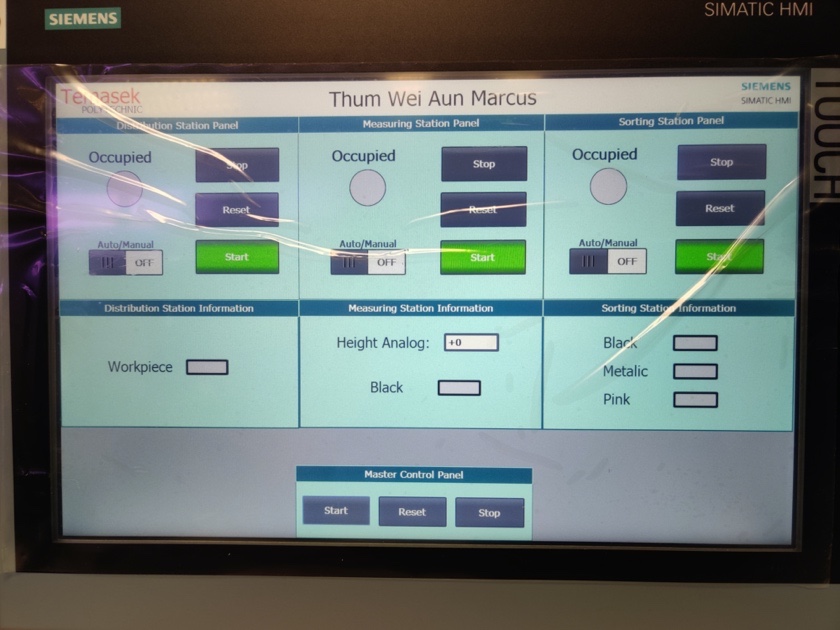 SIEMENS
SIMATIC HMI
TOUCH
Temasek
POLYTECHNIC
Thum Wei Aun Marcus
SIEMENS
SIMATIC HMI
Distribution Station Panel
Measuring Station Panel
Sorting Station Panel
Occupied
Stop
Reset
Auto/Manual
OFF
Start
Occupied
Stop
Reset
Auto/Manual
OFF
Start
Occupied
Stop
Reset
Auto/Manual
OFF
Start
Distribution Station Information
Measuring Station Information
Sorting Station Information
Workpiece
Height Analog: +0
Black
Black
Metalic
Pink
Master Control Panel
Start Reset Stop